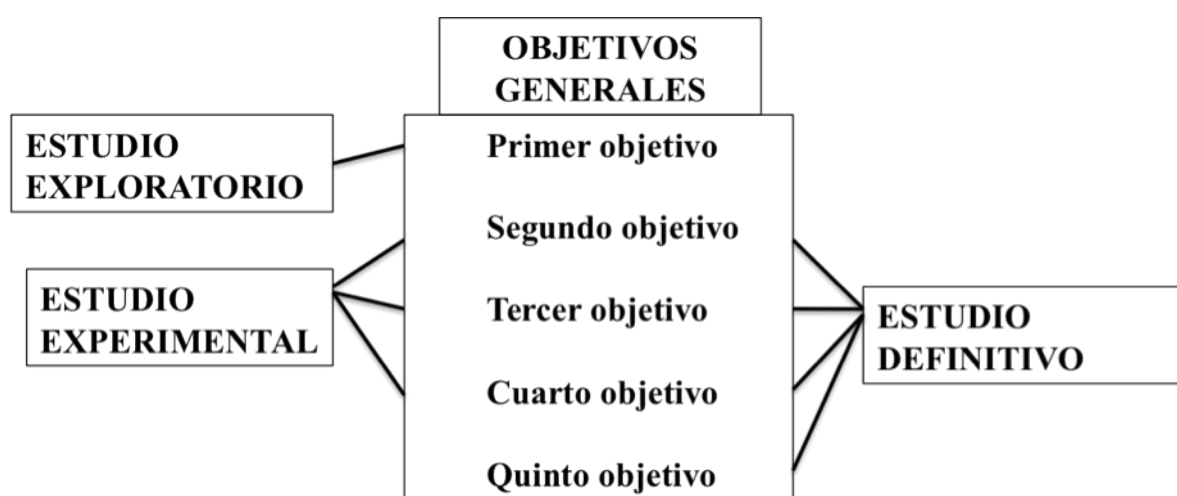 OBJETIVOS
GENERALES
ESTUDIO
EXPLORATORIO
Primer objetivo
Segundo objetivo
ESTUDIO
EXPERIMENTAL
Tercer objetivo
Cuarto objetivo
Quinto objetivo
ESTUDIO
DEFINITIVO